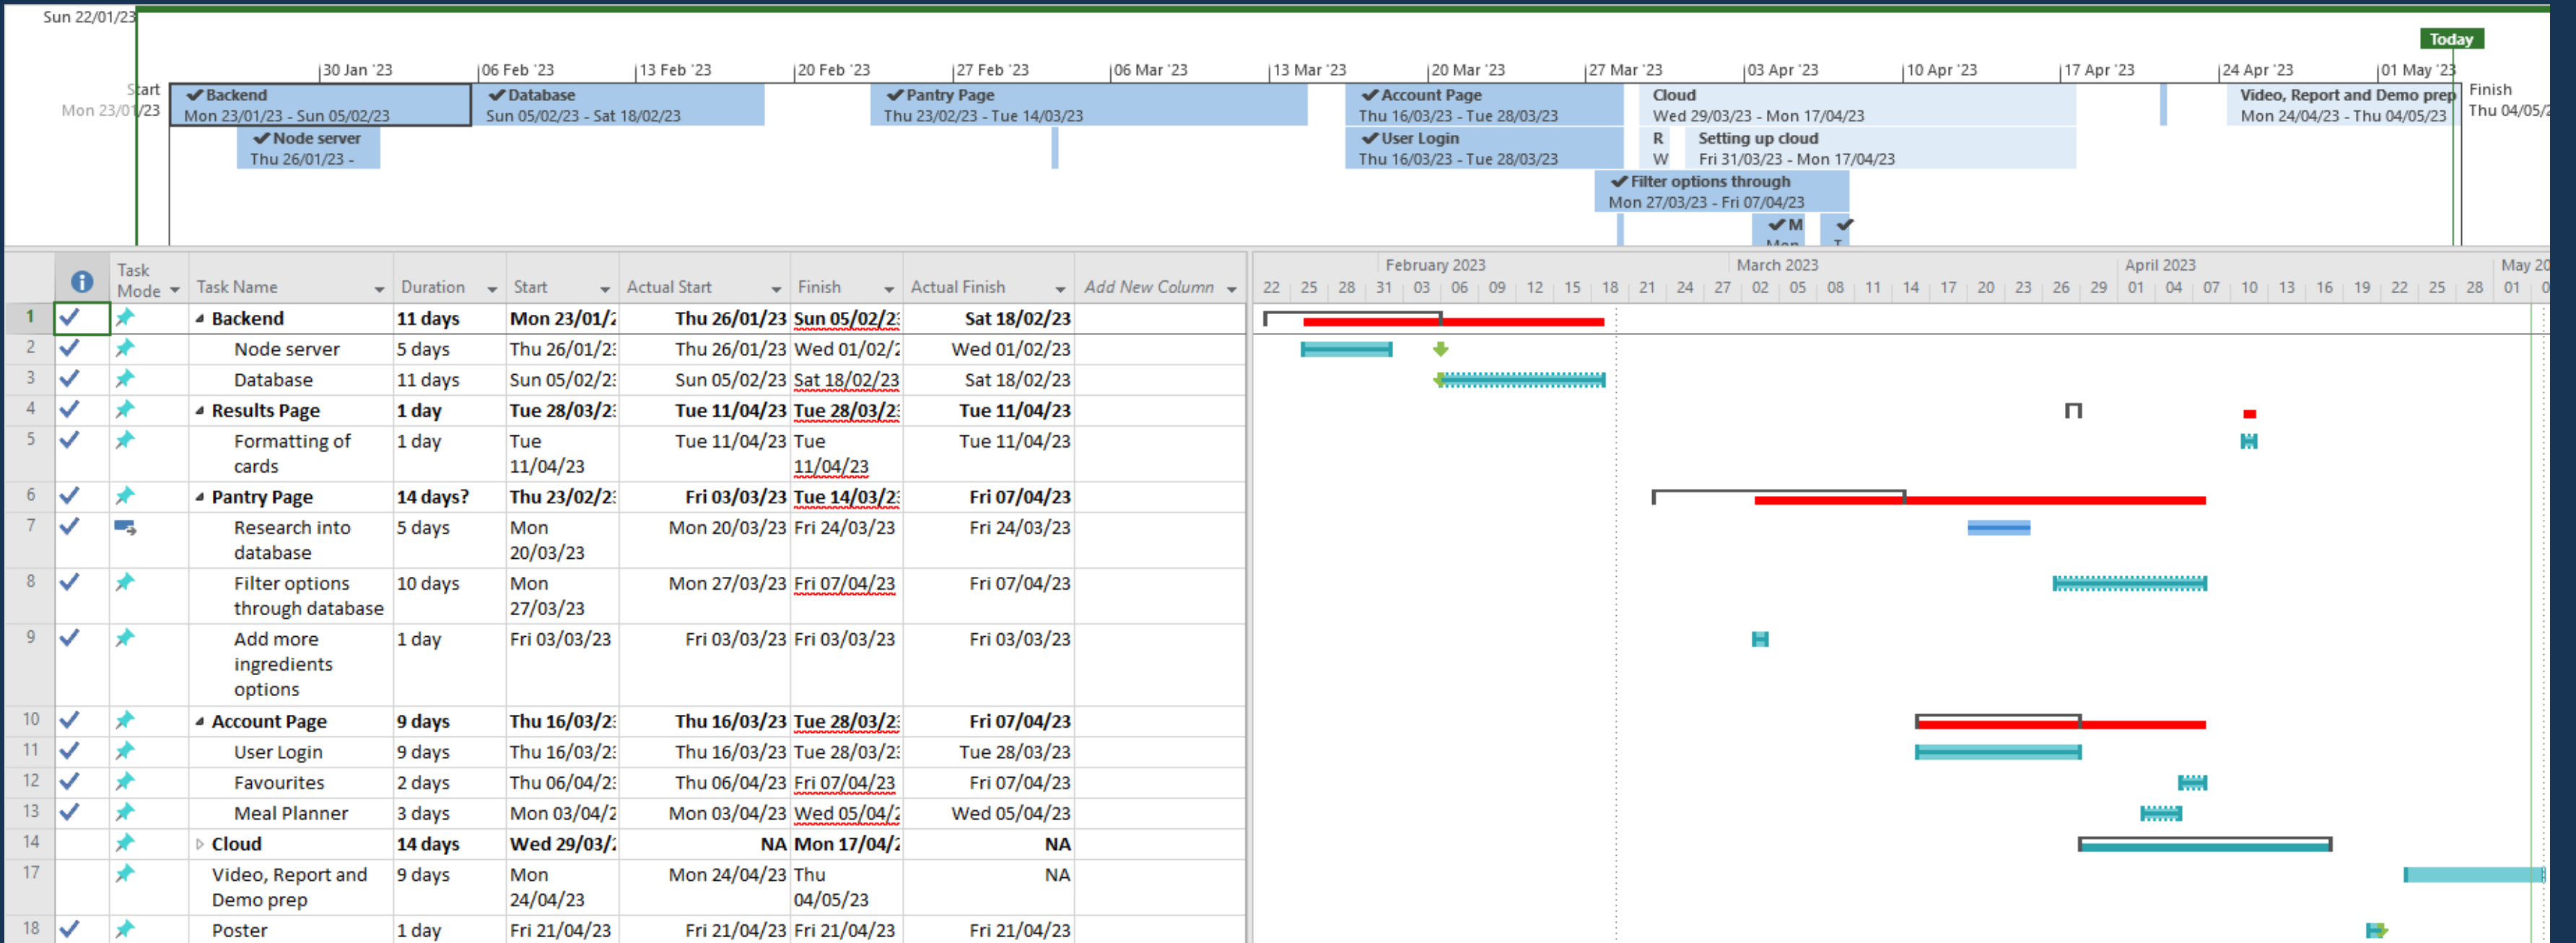 Sun 22/01/23
Today
30 Jan '23 06 Feb '23 13 Feb '23 20 Feb '23 27 Feb '23 06 Mar '23 13 Mar '23 20 Mar '23 27 Mar '23 03 Apr '23 10 Apr '23 17 Apr '23 24 Apr '23 01 May '23
Start
Mon 23/01/23
Backend
Mon 23/01/23 - Sun 05/02/23
Database
Sun 05/02/23 - Sat 18/02/23
Pantry Page
Thu 23/02/23 - Tue 14/03/23
Account Page
Thu 16/03/23 - Tue 28/03/23
Cloud
Wed 29/03/23 - Mon 17/04/23
Video, Report and Demo prep
Mon 24/04/23 - Thu 04/05/23
Finish
Thu 04/05/2
Node server
Thu 26/01/23 -
User Login
Thu 16/03/23 - Tue 28/03/23
R
W
Setting up cloud
Fri 31/03/23 - Mon 17/04/23
Filter options through
Mon 27/03/23 - Fri 07/04/23
M
Mon
T
Task Mode Task Name Duration Start Actual Start Finish Actual Finish Add New Column
February 2023 March 2023 April 2023 May 20
22 25 28 31 03 06 09 12 15 18 21 24 27 02 05 08 11 14 17 20 23 26 29 01 04 07 10 13 16 19 22 25 28 01 0
1 Backend 11 days Mon 23/01/2 Thu 26/01/23 Sun 05/02/2 Sat 18/02/23
2 Node server 5 days Thu 26/01/23 Thu 26/01/23 Wed 01/02/2 Wed 01/02/23
3 Database 11 days Sun 05/02/23 Sun 05/02/23 Sat 18/02/23 Sat 18/02/23
4 Results Page 1 day Tue 28/03/23 Tue 11/04/23 Tue 28/03/23 Tue 11/04/23
5 Formatting of 1 day Tue Tue 11/04/23 Tue Tue 11/04/23
cards 11/04/23 11/04/23
6 Pantry Page 14 days? Thu 23/02/23 Fri 03/03/23 Tue 14/03/23 Fri 07/04/23
7 Research into 5 days Mon Mon 20/03/23 Fri 24/03/23 Fri 24/03/23
database 20/03/23
8 Filter options 10 days Mon Mon 27/03/23 Fri 07/04/23 Fri 07/04/23
through database 27/03/23
9 Add more 1 day Fri 03/03/23 Fri 03/03/23 Fri 03/03/23 Fri 03/03/23
ingredients
options
10 Account Page 9 days Thu 16/03/23 Thu 16/03/23 Tue 28/03/23 Fri 07/04/23
11 User Login 9 days Thu 16/03/23 Thu 16/03/23 Tue 28/03/23 Tue 28/03/23
12 Favourites 2 days Thu 06/04/23 Thu 06/04/23 Fri 07/04/23 Fri 07/04/23
13 Meal Planner 3 days Mon 03/04/2 Mon 03/04/23 Wed 05/04/2 Wed 05/04/23
14 Cloud 14 days Wed 29/03/2 NA Mon 17/04/2 NA
17 Video, Report and 9 days Mon Mon 24/04/23 Thu NA
Demo prep 24/04/23 04/05/23
18 Poster 1 day Fri 21/04/23 Fri 21/04/23 Fri 21/04/23 Fri 21/04/23